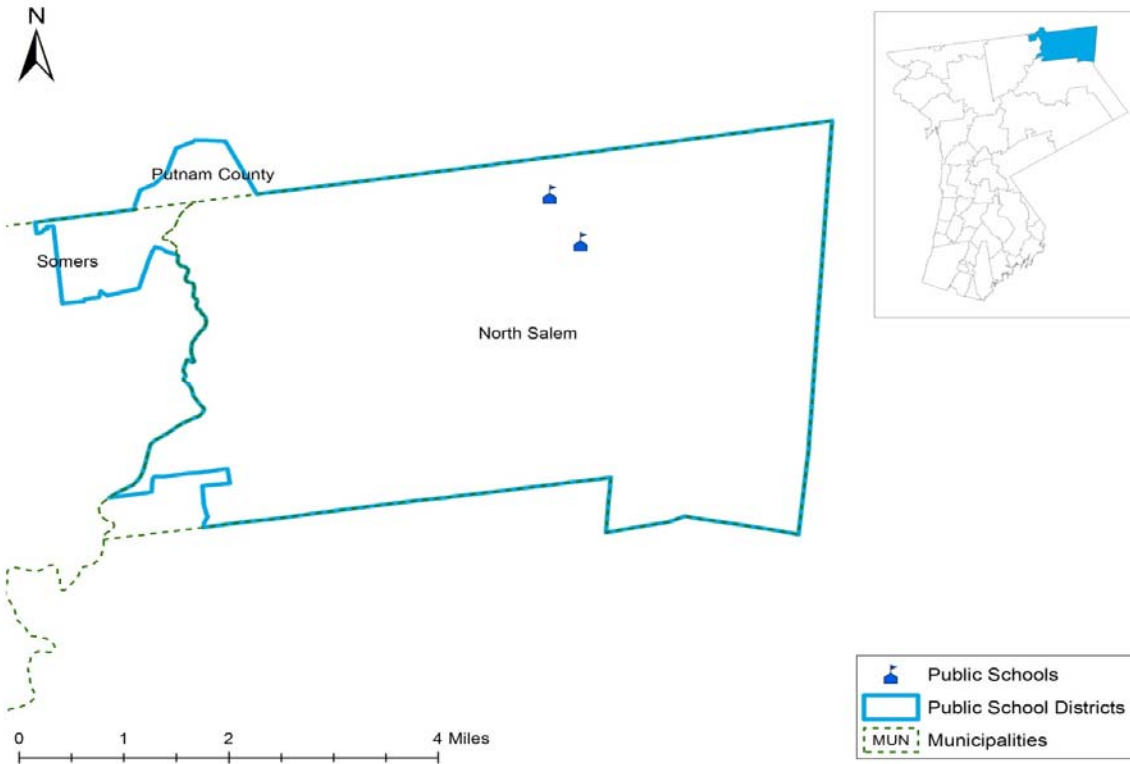 N
Putnam County
Somers
North Salem
Public Schools
Public School Districts
MUN Municipalities
0 1 2 4 Miles